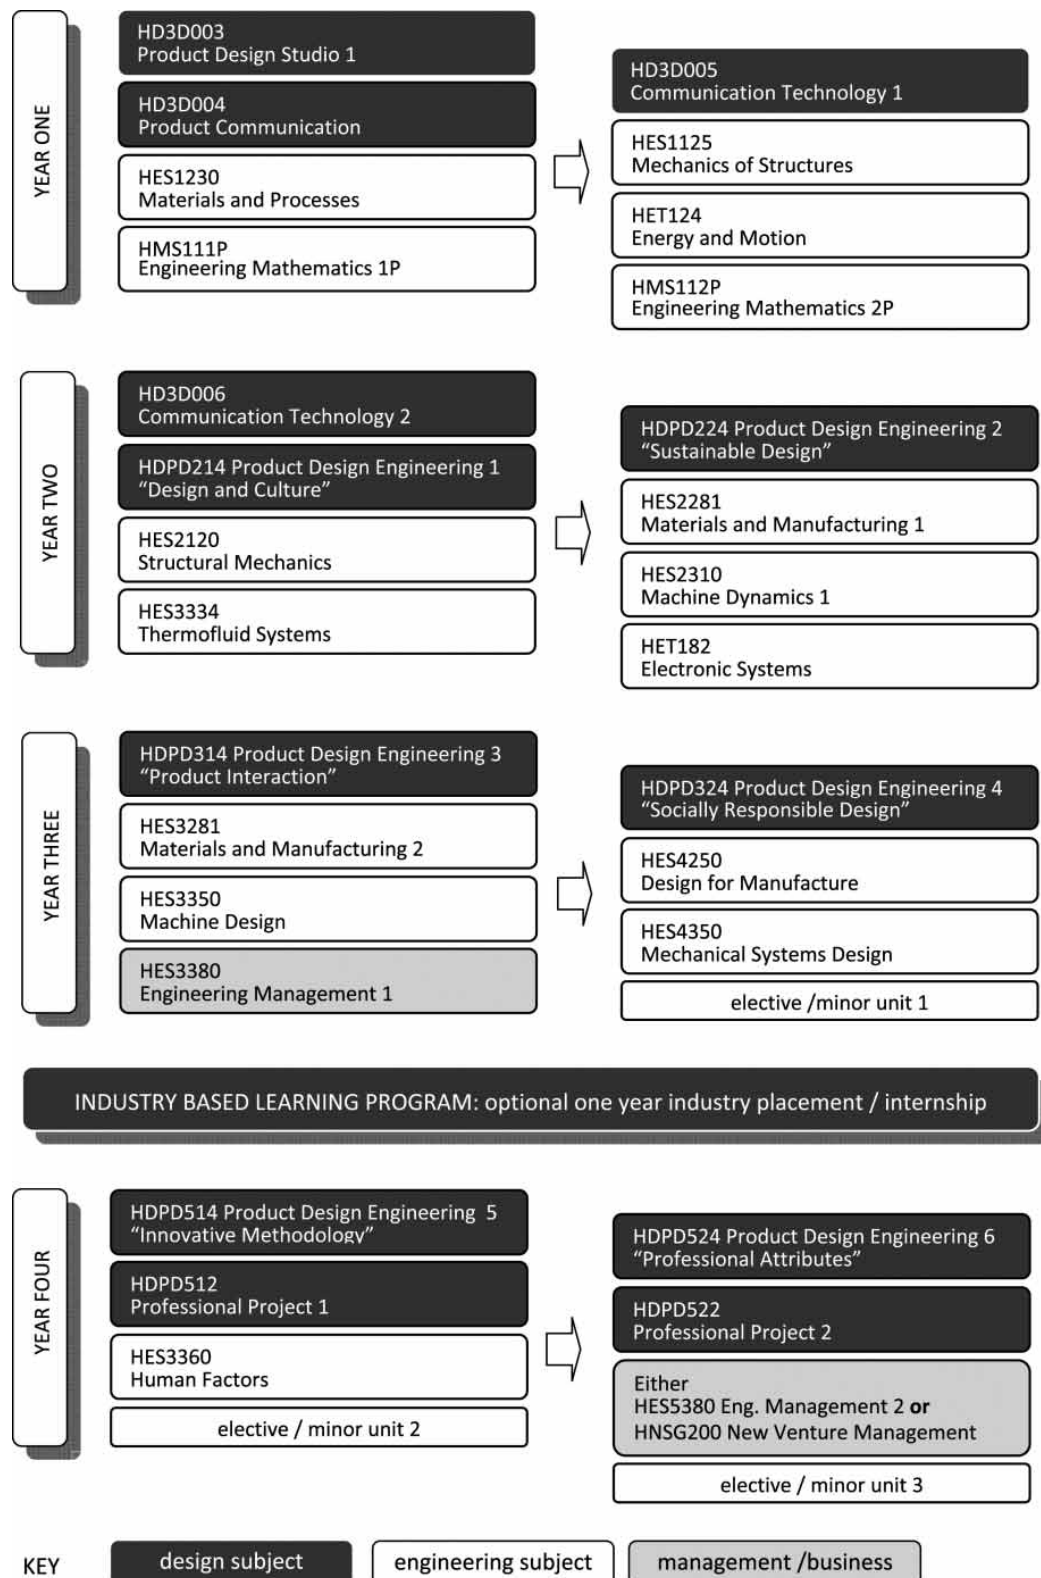 YEAR ONE
HD3D003
Product Design Studio 1
HD3D004
Product Communication
HES1230
Materials and Processes
HMS111P
Engineering Mathematics 1P
HD3D005
Communication Technology 1
HES1125
Mechanics of Structures
HET124
Energy and Motion
HMS112P
Engineering Mathematics 2P
YEAR TWO
HD3D006
Communication Technology 2
HDPD214 Product Design Engineering 1
“Design and Culture”
HES2120
Structural Mechanics
HES3334
Thermofluid Systems
HDPD224 Product Design Engineering 2
“Sustainable Design”
HES2281
Materials and Manufacturing 1
HES2310
Machine Dynamics 1
HET182
Electronic Systems
YEAR THREE
HDPD314 Product Design Engineering 3
“Product Interaction”
HES3281
Materials and Manufacturing 2
HES3350
Machine Design
HES3380
Engineering Management 1
HDPD324 Product Design Engineering 4
“Socially Responsible Design”
HES4250
Design for Manufacture
HES4350
Mechanical Systems Design
elective /minor unit 1
INDUSTRY BASED LEARNING PROGRAM: optional one year industry placement / internship
YEAR FOUR
HDPD514 Product Design Engineering 5
“Innovative Methodology”
HDPD512
Professional Project 1
HES3360
Human Factors
elective / minor unit 2
HDPD524 Product Design Engineering 6
“Professional Attributes”
HDPD522
Professional Project 2
Either
HES5380 Eng. Management 2 or
HNSG200 New Venture Management
elective / minor unit 3
KEY
design subject
engineering subject
management /business